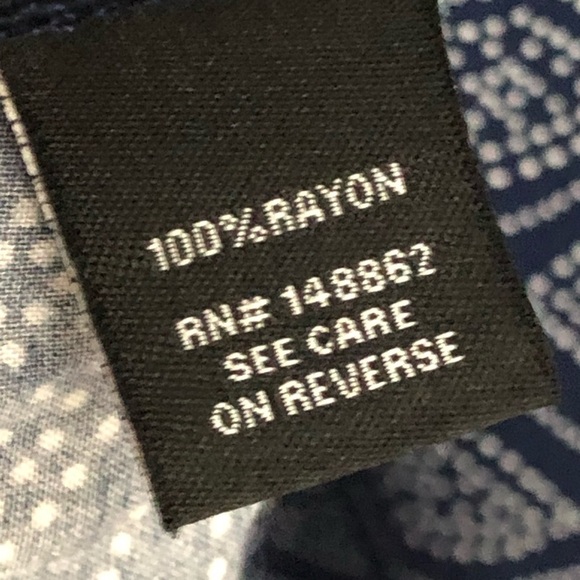 100%RAYON
RN# 148862
SEE CARE
ON REVERSE